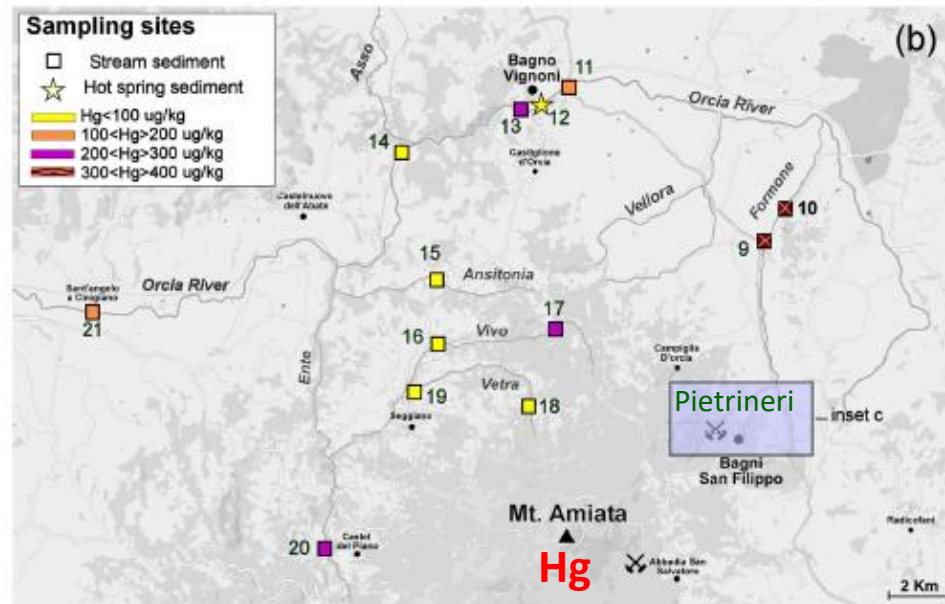 Sampling sites
Stream sediment
Hot spring sediment
Hg<100 ug/kg
100<Hg>200 ug/kg
200<Hg>300 ug/kg
300<Hg>400 ug/kg
(b)
Asso
Bagno
Vignoni
11
Orcia River
13
12
14
Castiglione
d'Orcia
Castelnuovo
dell'Abate
Vellora
Formone
10
9
15
Ansitonia
Sant'angelo
a Cinigiano
Orcia River
21
17
16
Vivo
Ente
Campiglia
D'orcia
Vetra
19
18
Seggiano
Pietrineri
inset c
Bagni
San Filippo
Mt. Amiata
Hg
20
Castel
del Piano
Abbadia San
Salvatore
Radicofani
2 Km